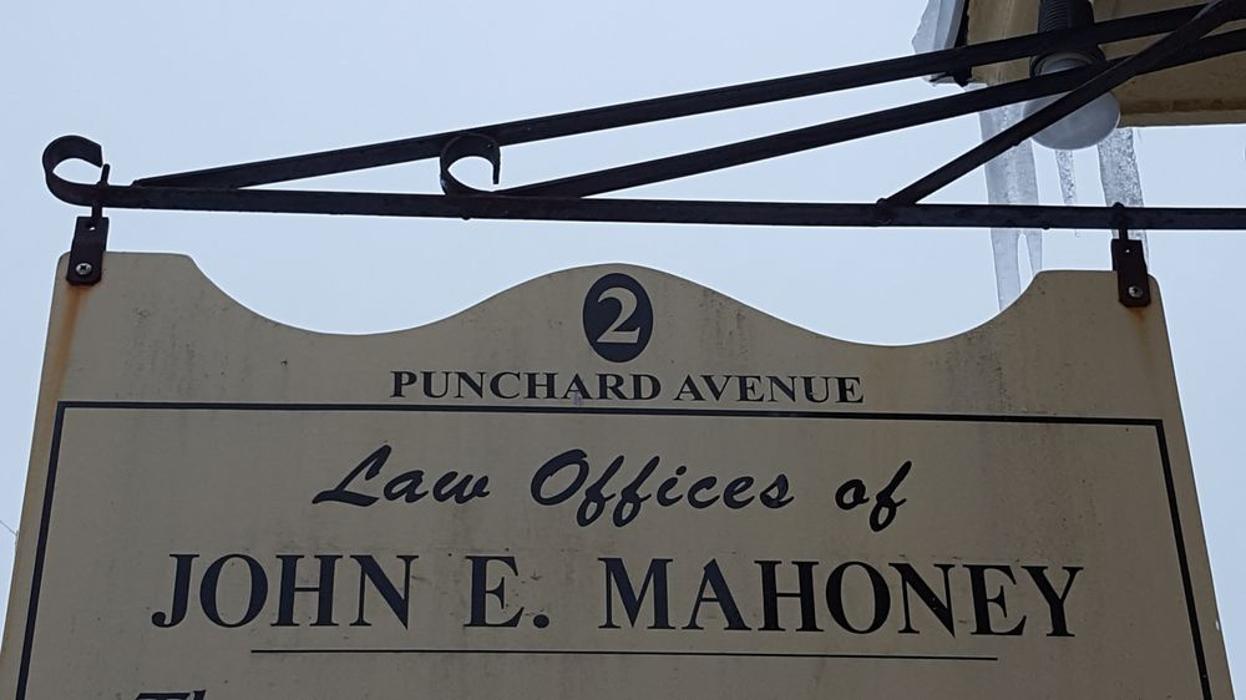 2
PUNCHARD AVENUE
Law Offices of
JOHN E. MAHONEY